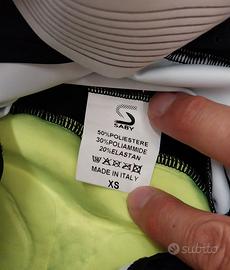 SABY
50%POLIESTERE
30%POLIAMMIDE
20%ELASTAN
MADE IN ITALY
XS
subito